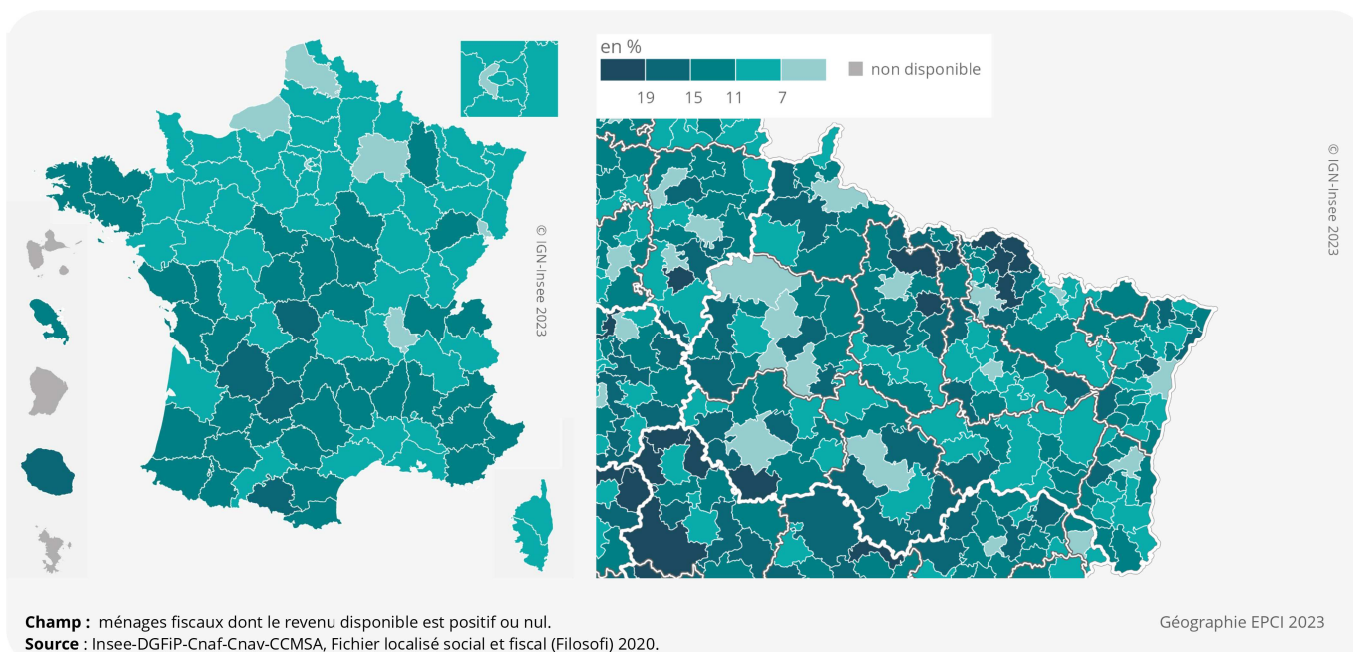 en %
non disponible
19 15 11 7
© IGN-Insee 2023
© IGN-Insee 2023
Champ : ménages fiscaux dont le revenu disponible est positif ou nul.
Géographie EPCI 2023
Source : Insee-DGFiP-Cnaf-Cnav-CCMSA, Fichier localisé social et fiscal (Filosofi) 2020.